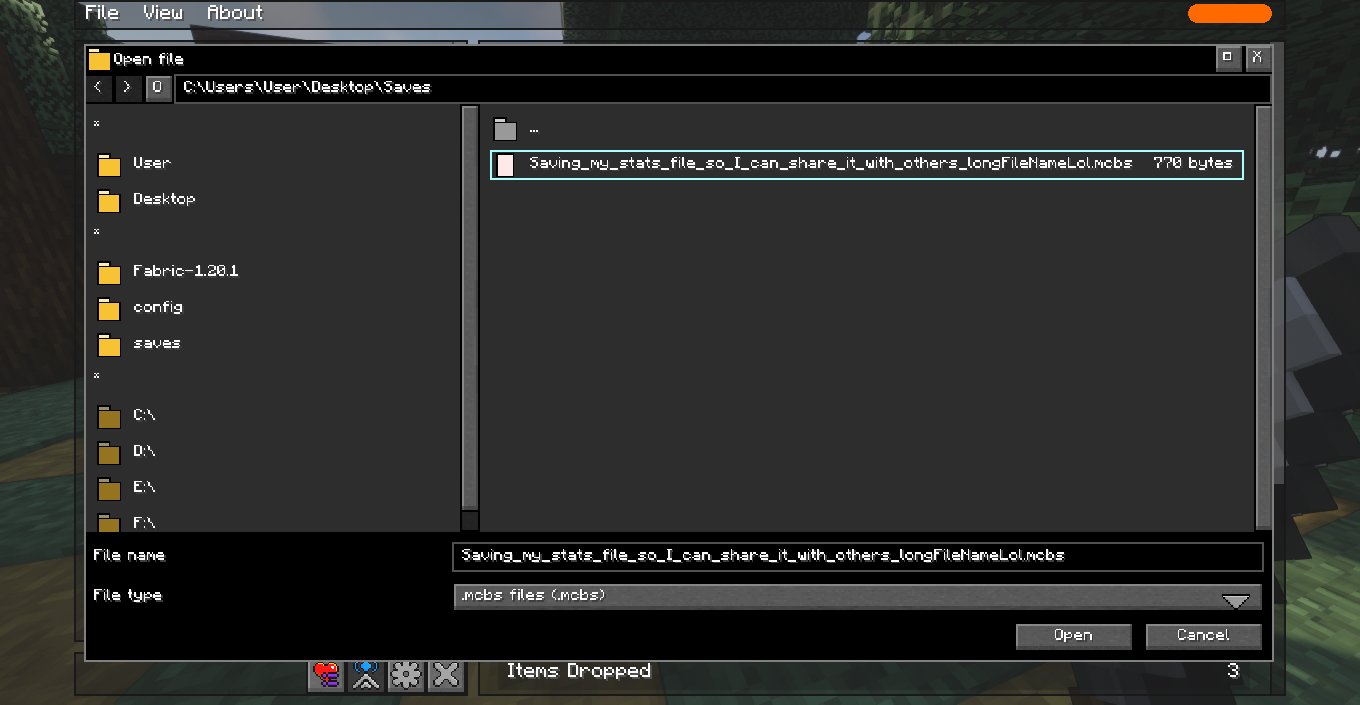 File View About
Open file
X
< > O C:\Users\User\Desktop\Saves
..
Saving_my_stats_file_so_I_can_share_it_with_others_longFileNameLol.mcbs 770 bytes
User
Desktop
Fabric-1.20.1
config
saves
C:\
D:\
E:\
F:\
File name Saving_my_stats_file_so_I_can_share_it_with_others_longFileNameLol.mcbs
File type .mcbs files (.mcbs)
Open Cancel
Items Dropped 3